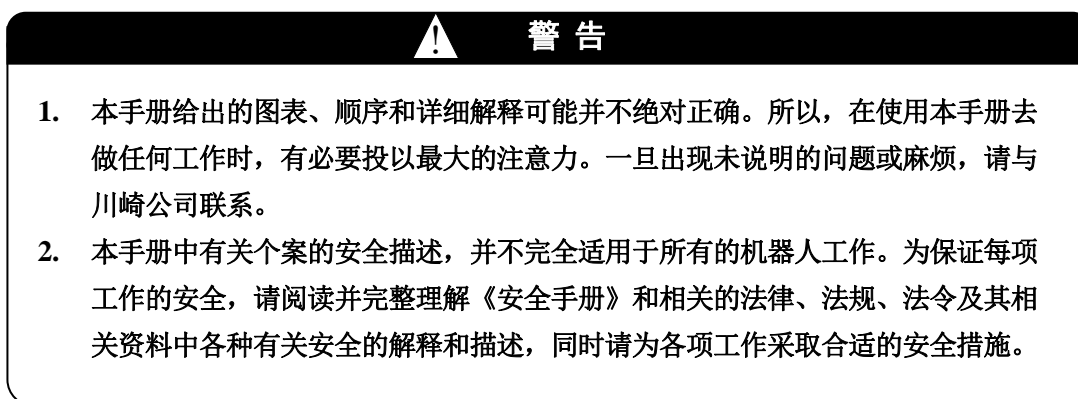 警 告
1. 本手册给出的图表、顺序和详细解释可能并不绝对正确。所以，在使用本手册去
做任何工作时，有必要投以最大的注意力。一旦出现未说明的问题或麻烦，请与
川崎公司联系。
2. 本手册中有关个案的安全描述，并不完全适用于所有的机器人工作。为保证每项
工作的安全，请阅读并完整理解《安全手册》和相关的法律、法规、法令及其相
关资料中各种有关安全的解释和描述，同时请为各项工作采取合适的安全措施。